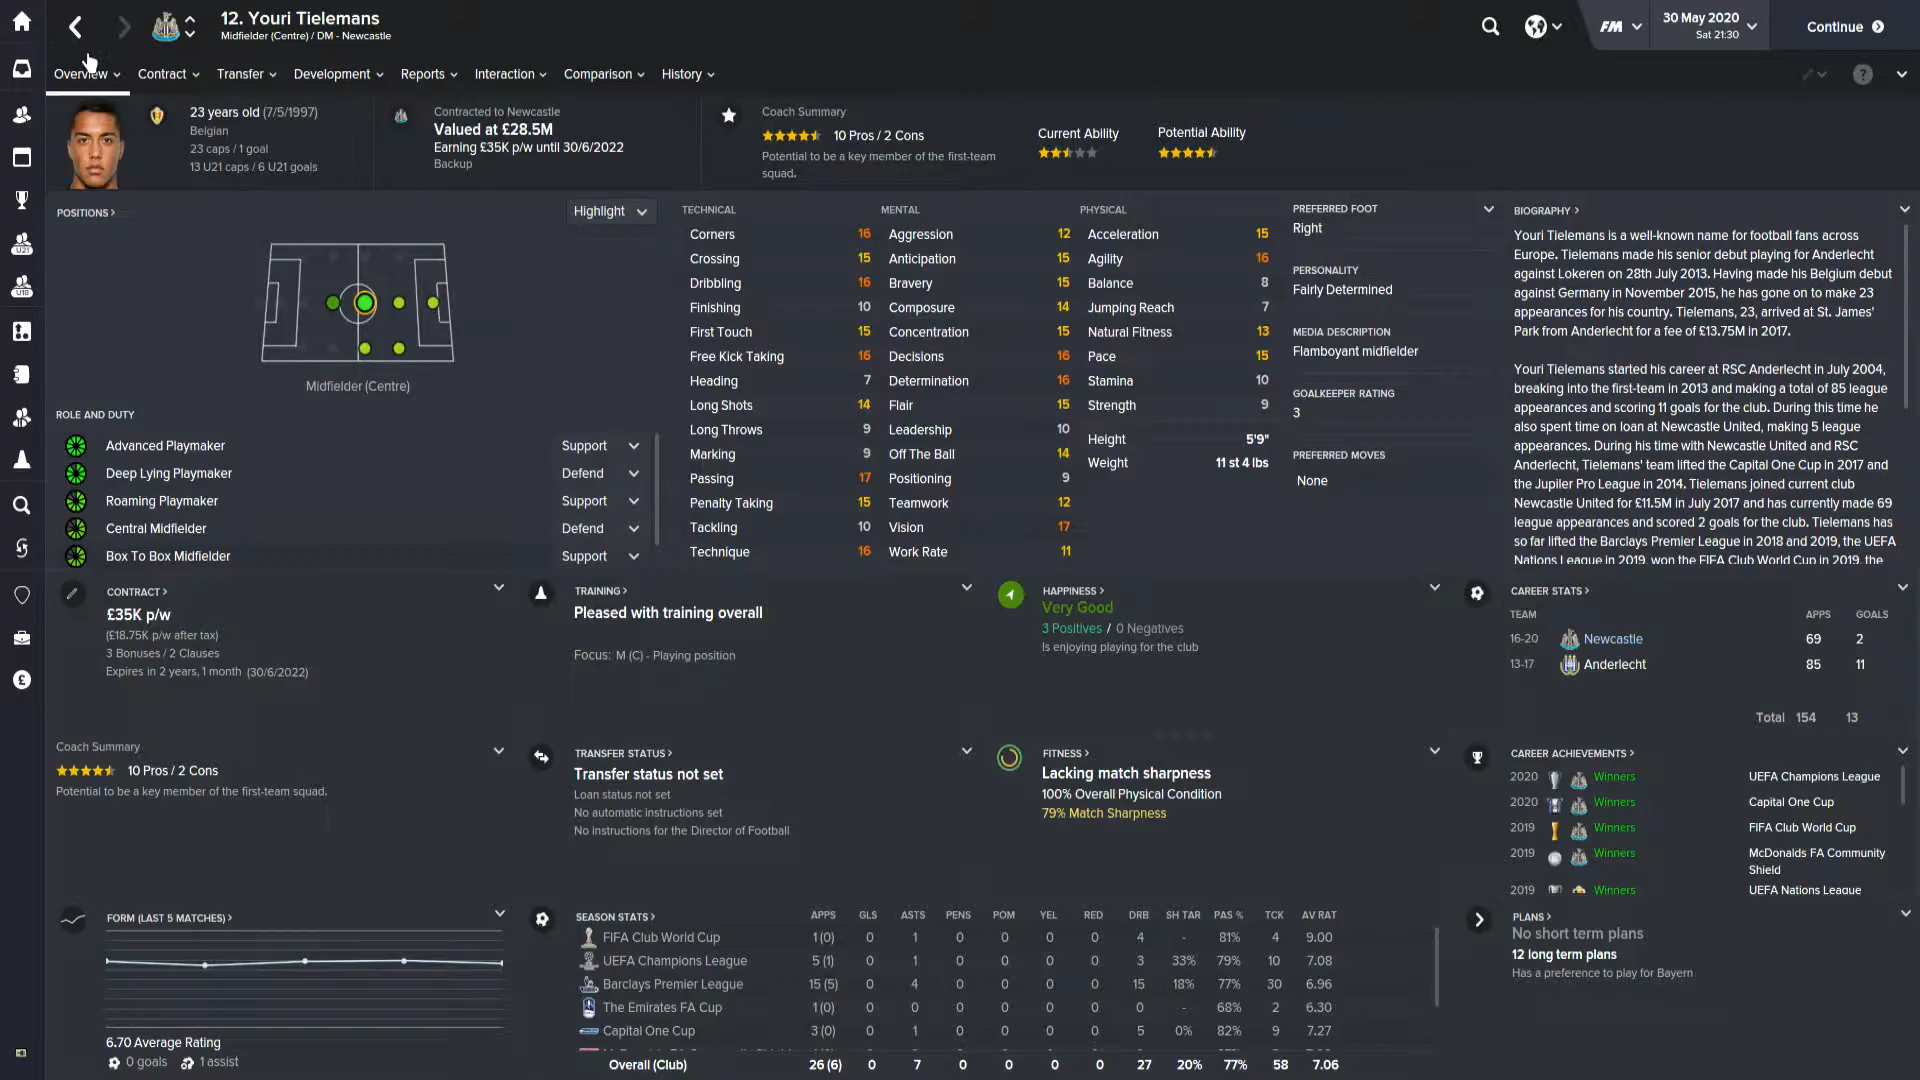 12. Youri Tielemans
Midfielder (Centre) / DM - Newcastle
FM
30 May 2020
Sat 21:30
Continue
Overview
Contract
Transfer
Development
Reports
Interaction
Comparison
History
?
23 years old (7/5/1997)
Belgian
23 caps / 1 goal
13 U21 caps / 6 U21 goals
Contracted to Newcastle
Valued at £28.5M
Earning £35K p/w until 30/6/2022
Backup
Coach Summary
10 Pros / 2 Cons
Potential to be a key member of the first-team
squad.
Current Ability
Potential Ability
POSITIONS >
Highlight
Midfielder (Centre)
ROLE AND DUTY
Advanced Playmaker Support
Deep Lying Playmaker Defend
Roaming Playmaker Support
Central Midfielder Defend
Box To Box Midfielder Support
TECHNICAL
Corners 16
Crossing 15
Dribbling 16
Finishing 10
First Touch 15
Free Kick Taking 16
Heading 7
Long Shots 14
Long Throws 9
Marking 9
Passing 17
Penalty Taking 15
Tackling 10
Technique 16
MENTAL
Aggression 12
Anticipation 15
Bravery 15
Composure 14
Concentration 15
Decisions 16
Determination 16
Flair 15
Leadership 10
Off The Ball 14
Positioning 9
Teamwork 12
Vision 17
Work Rate 11
PHYSICAL
Acceleration 15
Agility 16
Balance 8
Jumping Reach 7
Natural Fitness 13
Pace 15
Stamina 10
Strength 9
Height 5'9"
Weight 11 st 4 lbs
PREFERRED FOOT
Right
PERSONALITY
Fairly Determined
MEDIA DESCRIPTION
Flamboyant midfielder
GOALKEEPER RATING
3
PREFERRED MOVES
None
BIOGRAPHY >
Youri Tielemans is a well-known name for football fans across
Europe. Tielemans made his senior debut playing for Anderlecht
against Lokeren on 28th July 2013. Having made his Belgium debut
against Germany in November 2015, he has gone on to make 23
appearances for his country. Tielemans, 23, arrived at St. James'
Park from Anderlecht for a fee of £13.75M in 2017.
Youri Tielemans started his career at RSC Anderlecht in July 2004,
breaking into the first-team in 2013 and making a total of 85 league
appearances and scoring 11 goals for the club. During this time he
also spent time on loan at Newcastle United, making 5 league
appearances. During his time with Newcastle United and RSC
Anderlecht, Tielemans' team lifted the Capital One Cup in 2017 and
the Jupiler Pro League in 2014. Tielemans joined current club
Newcastle United for £11.5M in July 2017 and has currently made 69
league appearances and scored 2 goals for the club. Tielemans has
so far lifted the Barclays Premier League in 2018 and 2019, the UEFA
Nations League in 2019, won the FIFA Club World Cup in 2019, the
CONTRACT >
£35K p/w
(£18.75K p/w after tax)
3 Bonuses / 2 Clauses
Expires in 2 years, 1 month (30/6/2022)
TRAINING >
Pleased with training overall
Focus: M (C) - Playing position
HAPPINESS >
Very Good
3 Positives / 0 Negatives
Is enjoying playing for the club
CAREER STATS >
TEAM APPS GOALS
16-20 Newcastle 69 2
13-17 Anderlecht 85 11
Total 154 13
Coach Summary
10 Pros / 2 Cons
Potential to be a key member of the first-team squad.
TRANSFER STATUS >
Transfer status not set
Loan status not set
No automatic instructions set
No instructions for the Director of Football
FITNESS >
Lacking match sharpness
100% Overall Physical Condition
79% Match Sharpness
CAREER ACHIEVEMENTS >
2020 Winners UEFA Champions League
2020 Winners Capital One Cup
2019 Winners FIFA Club World Cup
2019 Winners McDonalds FA Community
Shield
2019 Winners UEFA Nations League
FORM (LAST 5 MATCHES) >
6.70 Average Rating
0 goals 1 assist
SEASON STATS > APPS GLS ASTS PENS POM YEL RED DRB SH TAR PAS % TCK AV RAT
FIFA Club World Cup 1 (0) 0 1 0 0 0 0 4 - 81% 4 9.00
UEFA Champions League 5 (1) 0 1 0 0 0 0 3 33% 79% 10 7.08
Barclays Premier League 15 (5) 0 4 0 0 0 0 15 18% 77% 30 6.96
The Emirates FA Cup 1 (0) 0 0 0 0 0 0 0 - 68% 2 6.30
Capital One Cup 3 (0) 0 1 0 0 0 0 5 0% 82% 9 7.27
Overall (Club) 26 (6) 0 7 0 0 0 0 27 20% 77% 58 7.06
PLANS >
No short term plans
12 long term plans
Has a preference to play for Bayern
U21
U18